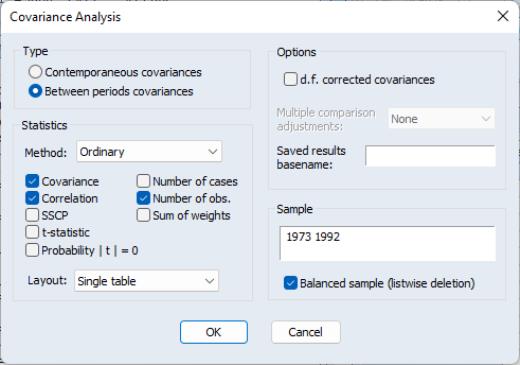 Covariance Analysis
Type
Contemporaneous covariances
Between periods covariances
Statistics
Method: Ordinary
Covariance
Number of cases
Correlation
Number of obs.
SSCP
Sum of weights
t-statistic
Probability | t | = 0
Layout: Single table
Options
d.f. corrected covariances
Multiple comparison
adjustments: None
Saved results
basename:
Sample
1973 1992
Balanced sample (listwise deletion)
OK
Cancel